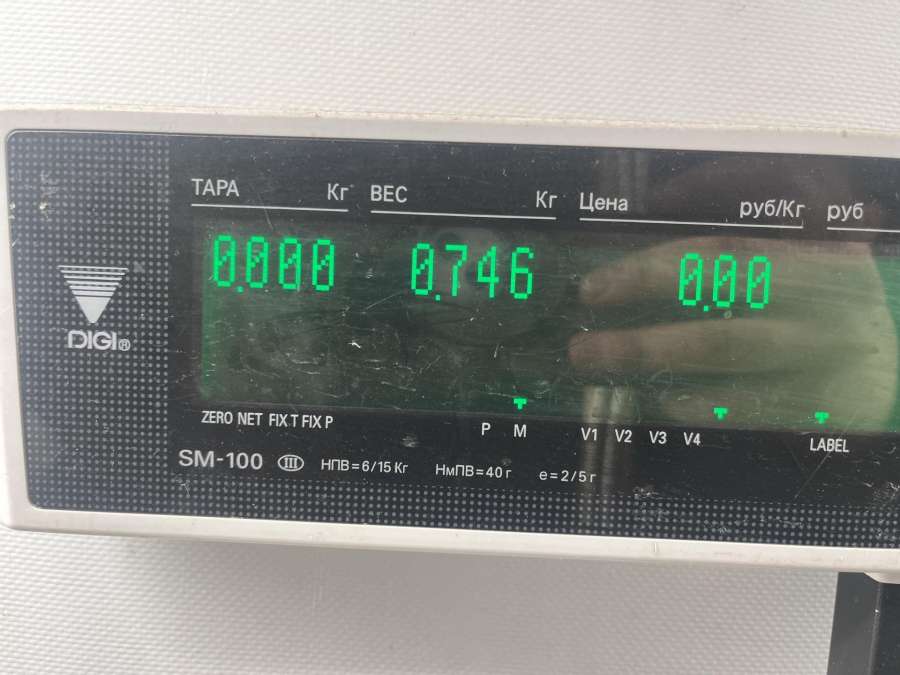 ТАРА Кг ВЕС Кг Цена руб/Кг руб
0.000 0.746 0.00
DIGI®
ZERO NET FIX T FIX P P M V1 V2 V3 V4 LABEL
SM-100 III НПВ=6/15 Кг НмПВ=40 г e=2/5 г